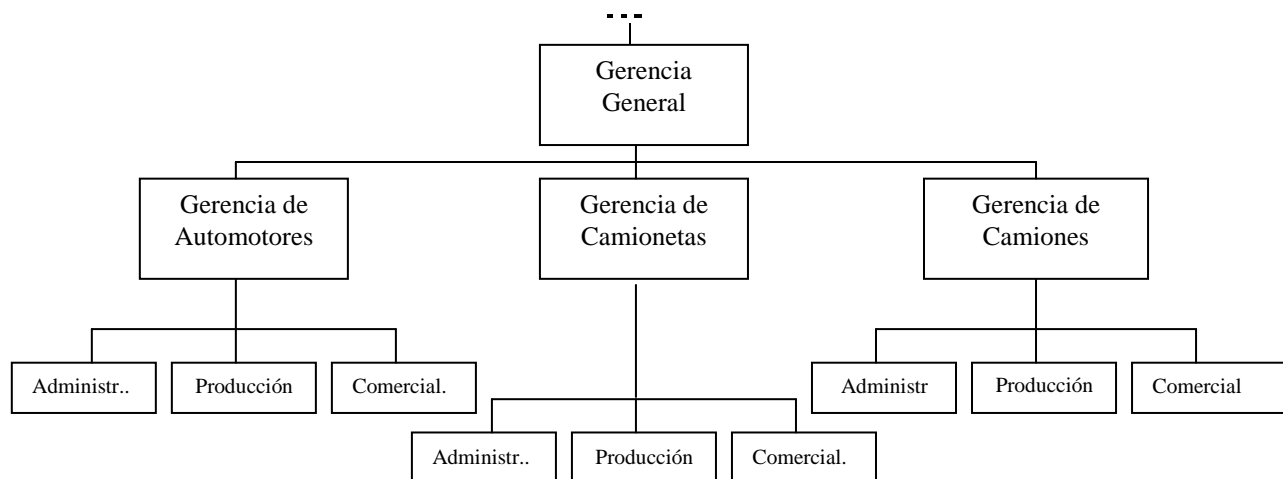 ...
Gerencia
General
Gerencia de
Automotores
Gerencia de
Camionetas
Gerencia de
Camiones
Administr..
Producción
Comercial.
Administr..
Producción
Comercial.
Administr
Producción
Comercial